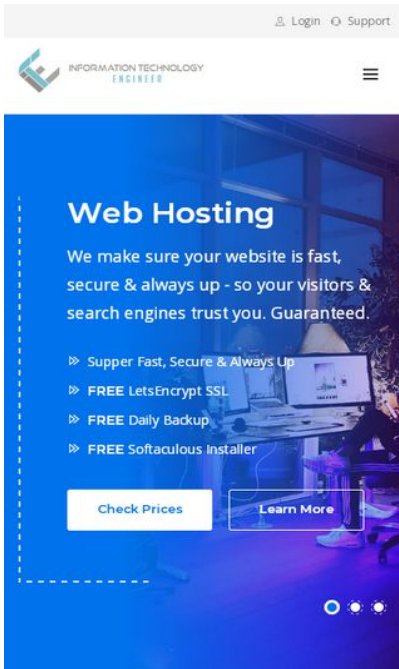 Login Support
INFORMATION TECHNOLOGY
ENGINEER
Web Hosting
We make sure your website is fast,
secure & always up - so your visitors &
search engines trust you. Guaranteed.
Supper Fast, Secure & Always Up
FREE LetsEncrypt SSL
FREE Daily Backup
FREE Softaculous Installer
Check Prices Learn More